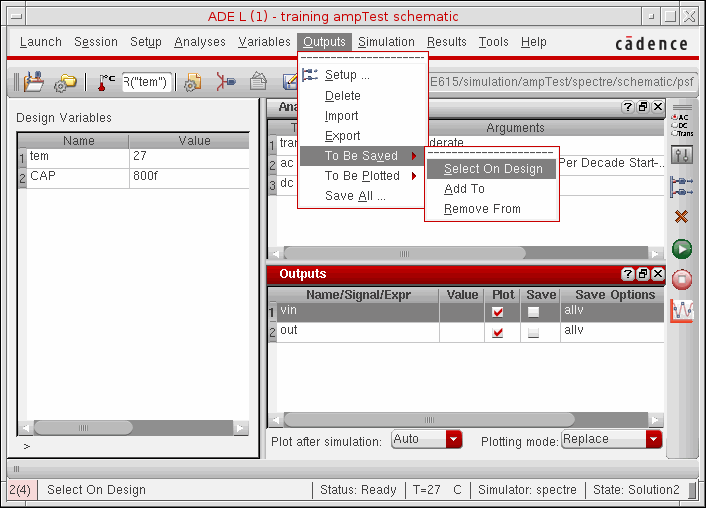 ADE L (1) - training ampTest schematic
Launch Session Setup Analyses Variables Outputs Simulation Results Tools Help cādence
R("tem") E615/simulation/ampTest/spectre/schematic/psf
Setup ...
Delete
Import
Export
To Be Saved
To Be Plotted
Save All ...
Select On Design
Add To
Remove From
Design Variables
Name Value
1 tem 27
2 CAP 800f
>
Arguments
1
2 ac Per Decade Start-...
3 dc
AC
DC
Trans
Outputs
Name/Signal/Expr Value Plot Save Save Options
1 vin allv
2 out allv
Plot after simulation: Auto Plotting mode: Replace
2(4) Select On Design Status: Ready T=27 C Simulator: spectre State: Solution2